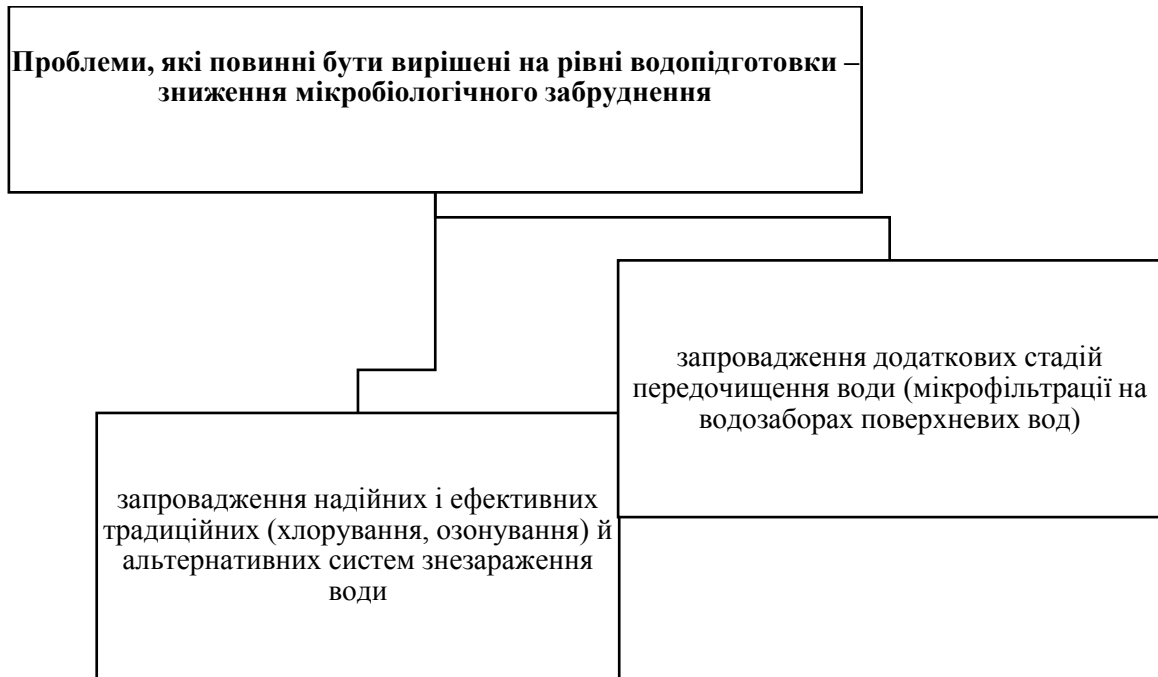 Проблеми, які повинні бути вирішені на рівні водопідготовки –
зниження мікробіологічного забруднення
запровадження додаткових стадій
передочищення води (мікрофільтрації на
водозаборах поверхневих вод)
запровадження надійних і ефективних
традиційних (хлорування, озонування) й
альтернативних систем знезараження
води